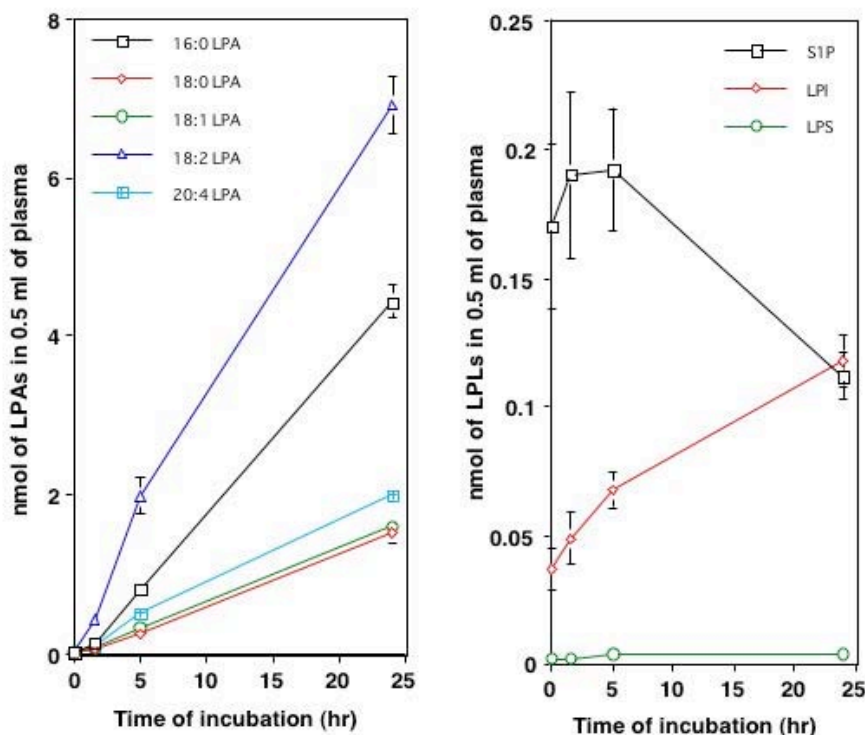 8
6
4
2
0
nmol of LPAs in 0.5 ml of plasma
16:0 LPA
18:0 LPA
18:1 LPA
18:2 LPA
20:4 LPA
0 5 10 15 20 25
Time of incubation (hr)
0.25
0.2
0.15
0.1
0.05
0
nmol of LPLs in 0.5 ml of plasma
S1P
LPI
LPS
0 5 10 15 20 25
Time of incubation (hr)